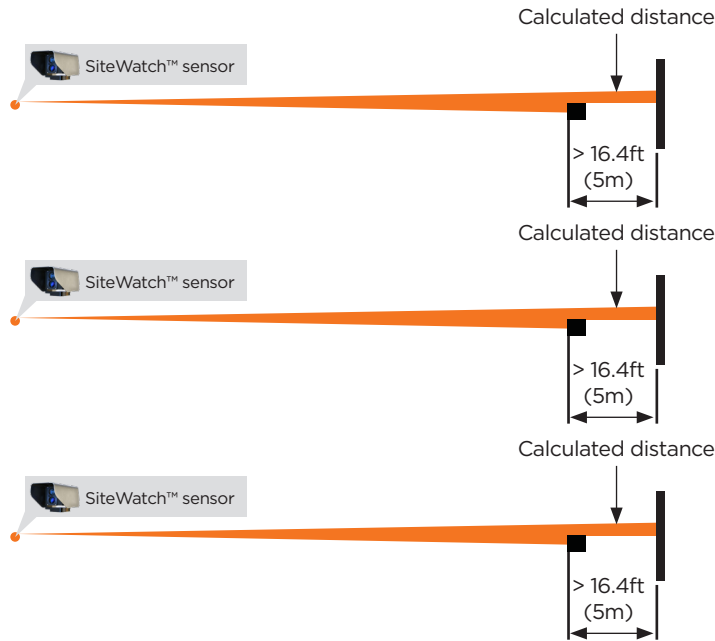 Calculated distance
SiteWatch™ sensor
> 16.4ft
(5m)
Calculated distance
SiteWatch™ sensor
> 16.4ft
(5m)
Calculated distance
SiteWatch™ sensor
> 16.4ft
(5m)